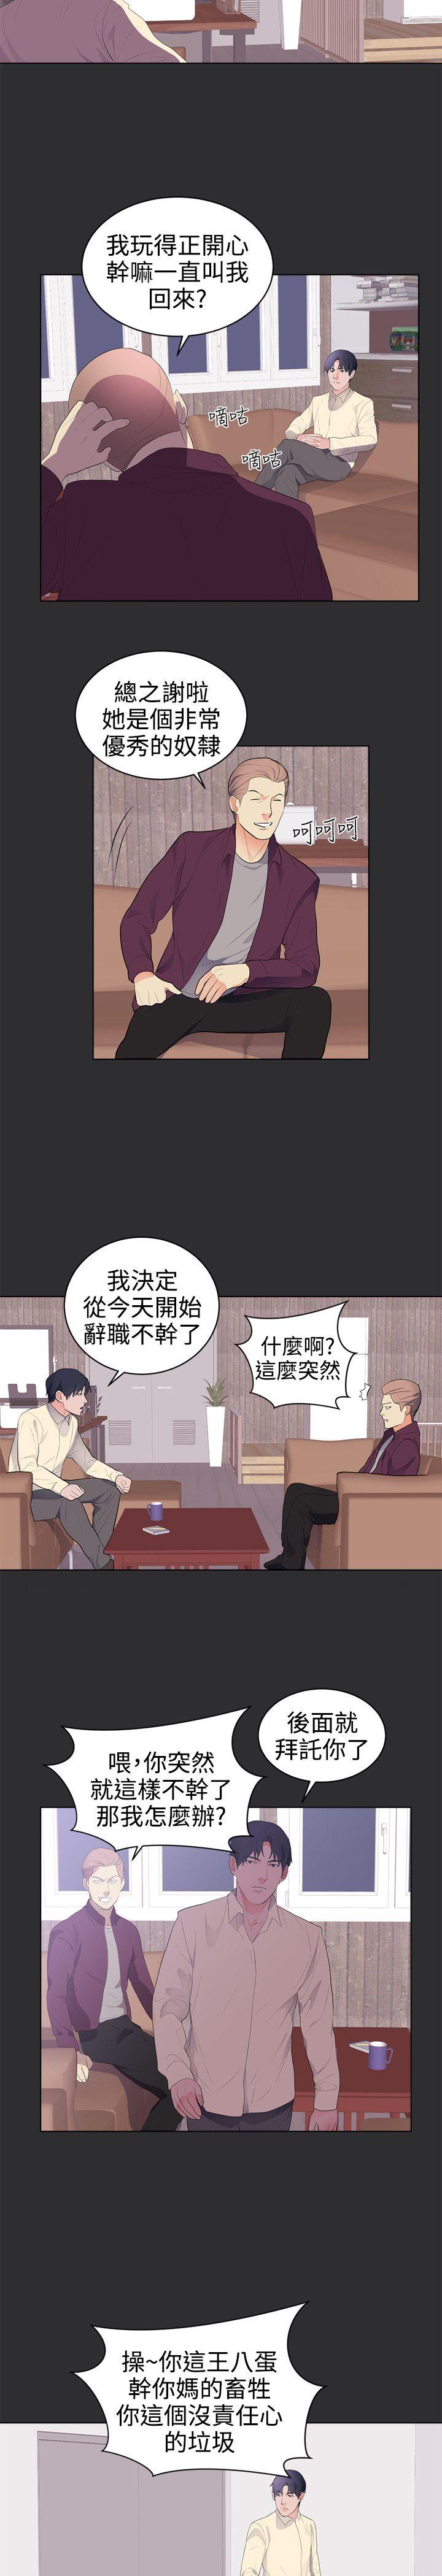 我玩得正開心
幹嘛一直叫我
回來?
嘀咕
嘀咕
總之謝啦
她是個非常
優秀的奴隸
呵呵呵
我決定
從今天開始
辭職不幹了
什麼啊?
這麼突然
後面就
拜託你了
喂,你突然
就這樣不幹了
那我怎麼辦?
操~你這王八蛋
幹你媽的畜牲
你這個沒責任心
的垃圾